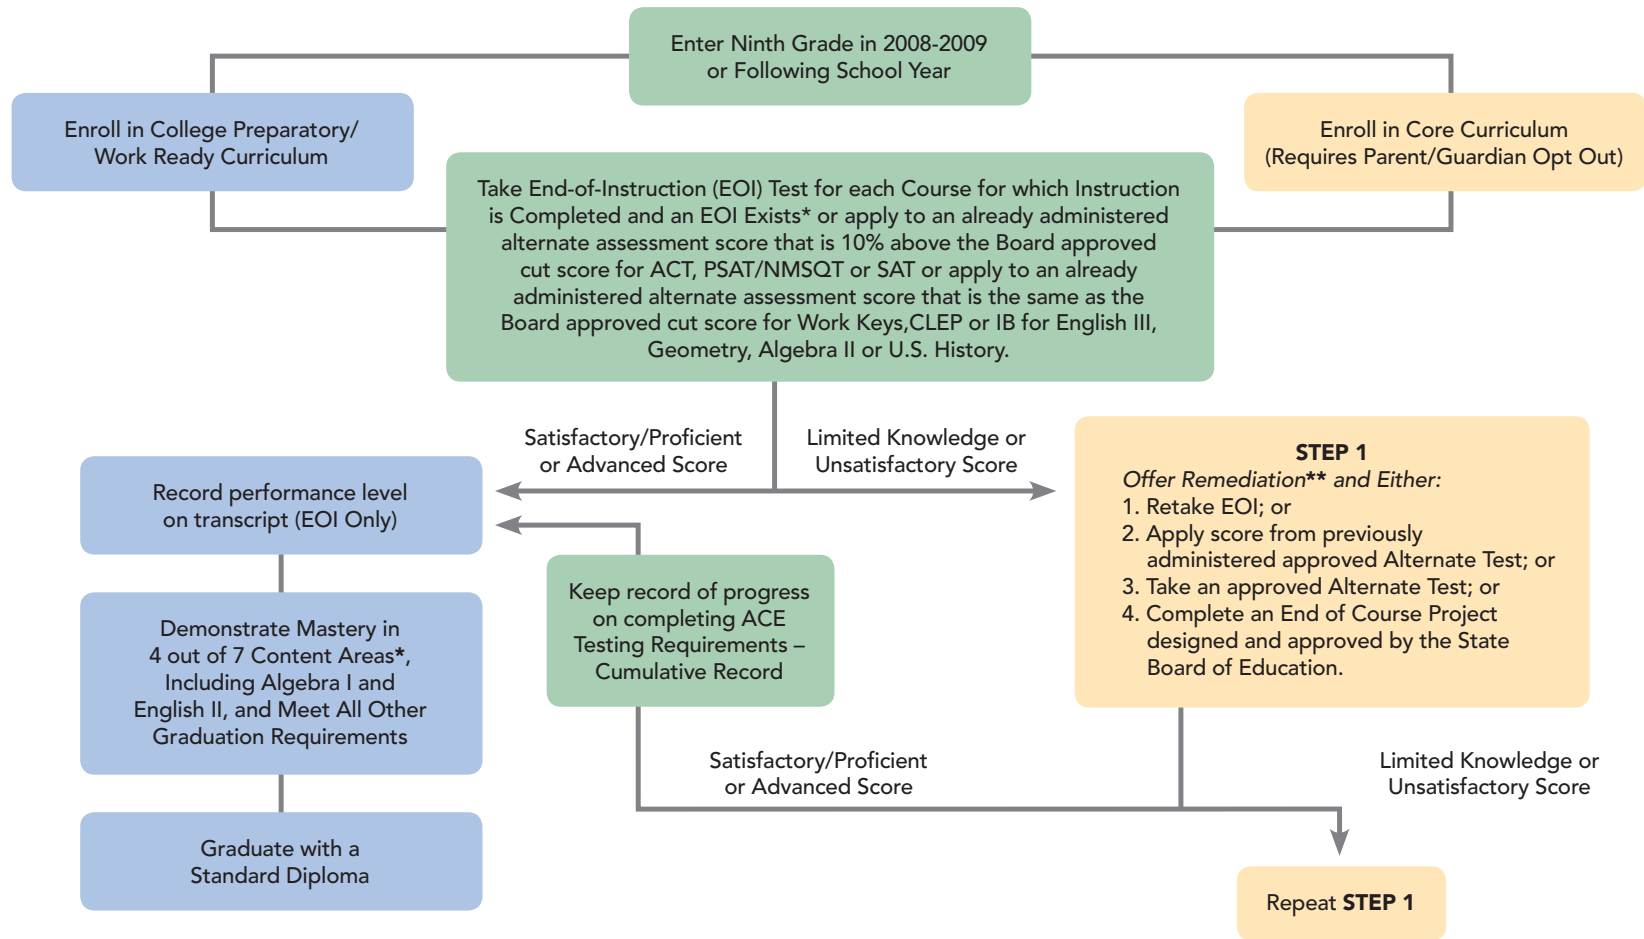 Enter Ninth Grade in 2008-2009
or Following School Year
Enroll in College Preparatory/
Work Ready Curriculum
Enroll in Core Curriculum
(Requires Parent/Guardian Opt Out)
Take End-of-Instruction (EOI) Test for each Course for which Instruction
is Completed and an EOI Exists* or apply to an already administered
alternate assessment score that is 10% above the Board approved
cut score for ACT, PSAT/NMSQT or SAT or apply to an already
administered alternate assessment score that is the same as the
Board approved cut score for Work Keys,CLEP or IB for English III,
Geometry, Algebra II or U.S. History.
Satisfactory/Proficient
or Advanced Score
Limited Knowledge or
Unsatisfactory Score
Record performance level
on transcript (EOI Only)
STEP 1
Offer Remediation** and Either:
1. Retake EOI; or
2. Apply score from previously
administered approved Alternate Test; or
3. Take an approved Alternate Test; or
4. Complete an End of Course Project
designed and approved by the State
Board of Education.
Keep record of progress
on completing ACE
Testing Requirements –
Cumulative Record
Demonstrate Mastery in
4 out of 7 Content Areas*,
Including Algebra I and
English II, and Meet All Other
Graduation Requirements
Satisfactory/Proficient
or Advanced Score
Limited Knowledge or
Unsatisfactory Score
Graduate with a
Standard Diploma
Repeat STEP 1